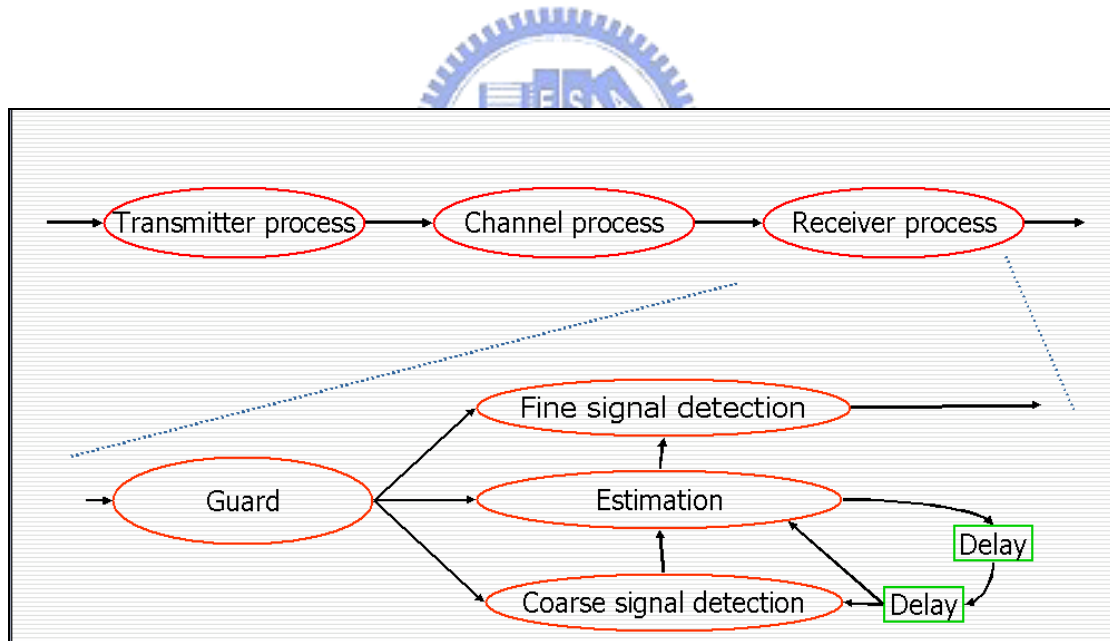 Transmitter process
Channel process
Receiver process
Fine signal detection
Guard
Estimation
Delay
Coarse signal detection
Delay